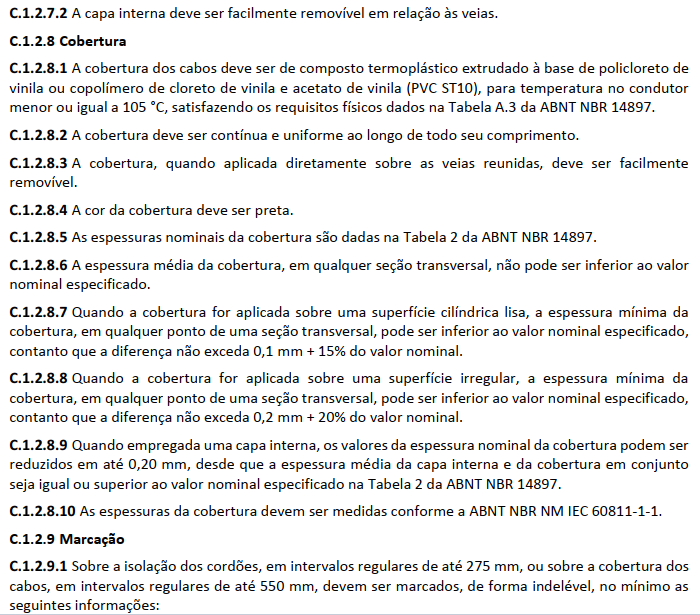 C.1.2.7.2 A capa interna deve ser facilmente removível em relação às veias.
C.1.2.8 Cobertura
C.1.2.8.1 A cobertura dos cabos deve ser de composto termoplástico extrudado à base de policloreto de
vinila ou copolímero de cloreto de vinila e acetato de vinila (PVC ST10), para temperatura no condutor
menor ou igual a 105 °C, satisfazendo os requisitos físicos dados na Tabela A.3 da ABNT NBR 14897.
C.1.2.8.2 A cobertura deve ser contínua e uniforme ao longo de todo seu comprimento.
C.1.2.8.3 A cobertura, quando aplicada diretamente sobre as veias reunidas, deve ser facilmente
removível.
C.1.2.8.4 A cor da cobertura deve ser preta.
C.1.2.8.5 As espessuras nominais da cobertura são dadas na Tabela 2 da ABNT NBR 14897.
C.1.2.8.6 A espessura média da cobertura, em qualquer seção transversal, não pode ser inferior ao valor
nominal especificado.
C.1.2.8.7 Quando a cobertura for aplicada sobre uma superfície cilíndrica lisa, a espessura mínima da
cobertura, em qualquer ponto de uma seção transversal, pode ser inferior ao valor nominal especificado,
contanto que a diferença não exceda 0,1 mm + 15% do valor nominal.
C.1.2.8.8 Quando a cobertura for aplicada sobre uma superfície irregular, a espessura mínima da
cobertura, em qualquer ponto de uma seção transversal, pode ser inferior ao valor nominal especificado,
contanto que a diferença não exceda 0,2 mm + 20% do valor nominal.
C.1.2.8.9 Quando empregada uma capa interna, os valores da espessura nominal da cobertura podem ser
reduzidos em até 0,20 mm, desde que a espessura média da capa interna e da cobertura em conjunto
seja igual ou superior ao valor nominal especificado na Tabela 2 da ABNT NBR 14897.
C.1.2.8.10 As espessuras da cobertura devem ser medidas conforme a ABNT NBR NM IEC 60811-1-1.
C.1.2.9 Marcação
C.1.2.9.1 Sobre a isolação dos cordões, em intervalos regulares de até 275 mm, ou sobre a cobertura dos
cabos, em intervalos regulares de até 550 mm, devem ser marcados, de forma indelével, no mínimo as
seguintes informações: